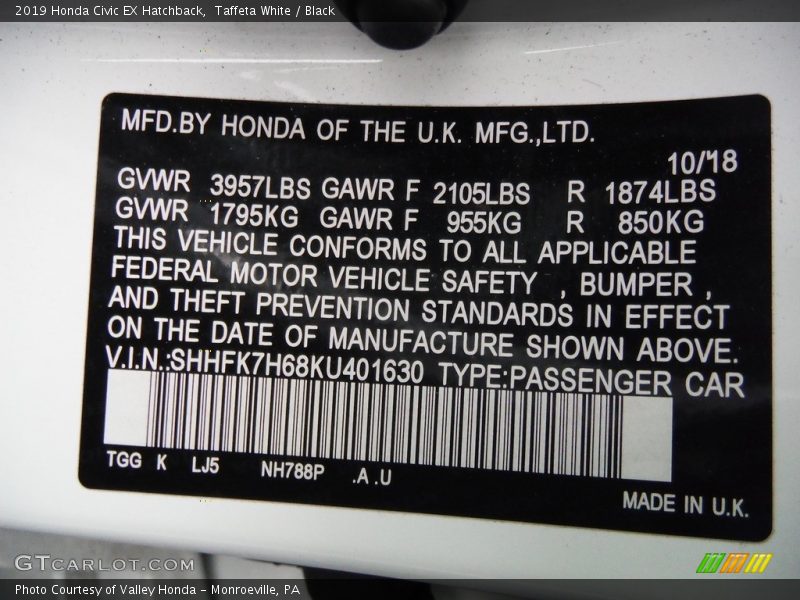 2019 Honda Civic EX Hatchback, Taffeta White / Black
MFD.BY HONDA OF THE U.K. MFG.,LTD.
10/'18
GVWR 3957LBS GAWR F 2105LBS R 1874LBS
GVWR 1795KG GAWR F 955KG R 850KG
THIS VEHICLE CONFORMS TO ALL APPLICABLE
FEDERAL MOTOR VEHICLE SAFETY , BUMPER ,
AND THEFT PREVENTION STANDARDS IN EFFECT
ON THE DATE OF MANUFACTURE SHOWN ABOVE.
V.I.N.:SHHFK7H68KU401630 TYPE:PASSENGER CAR
TGG K LJ5 NH788P .A .U
MADE IN U.K.
GTCARLOT.COM
Photo Courtesy of Valley Honda - Monroeville, PA